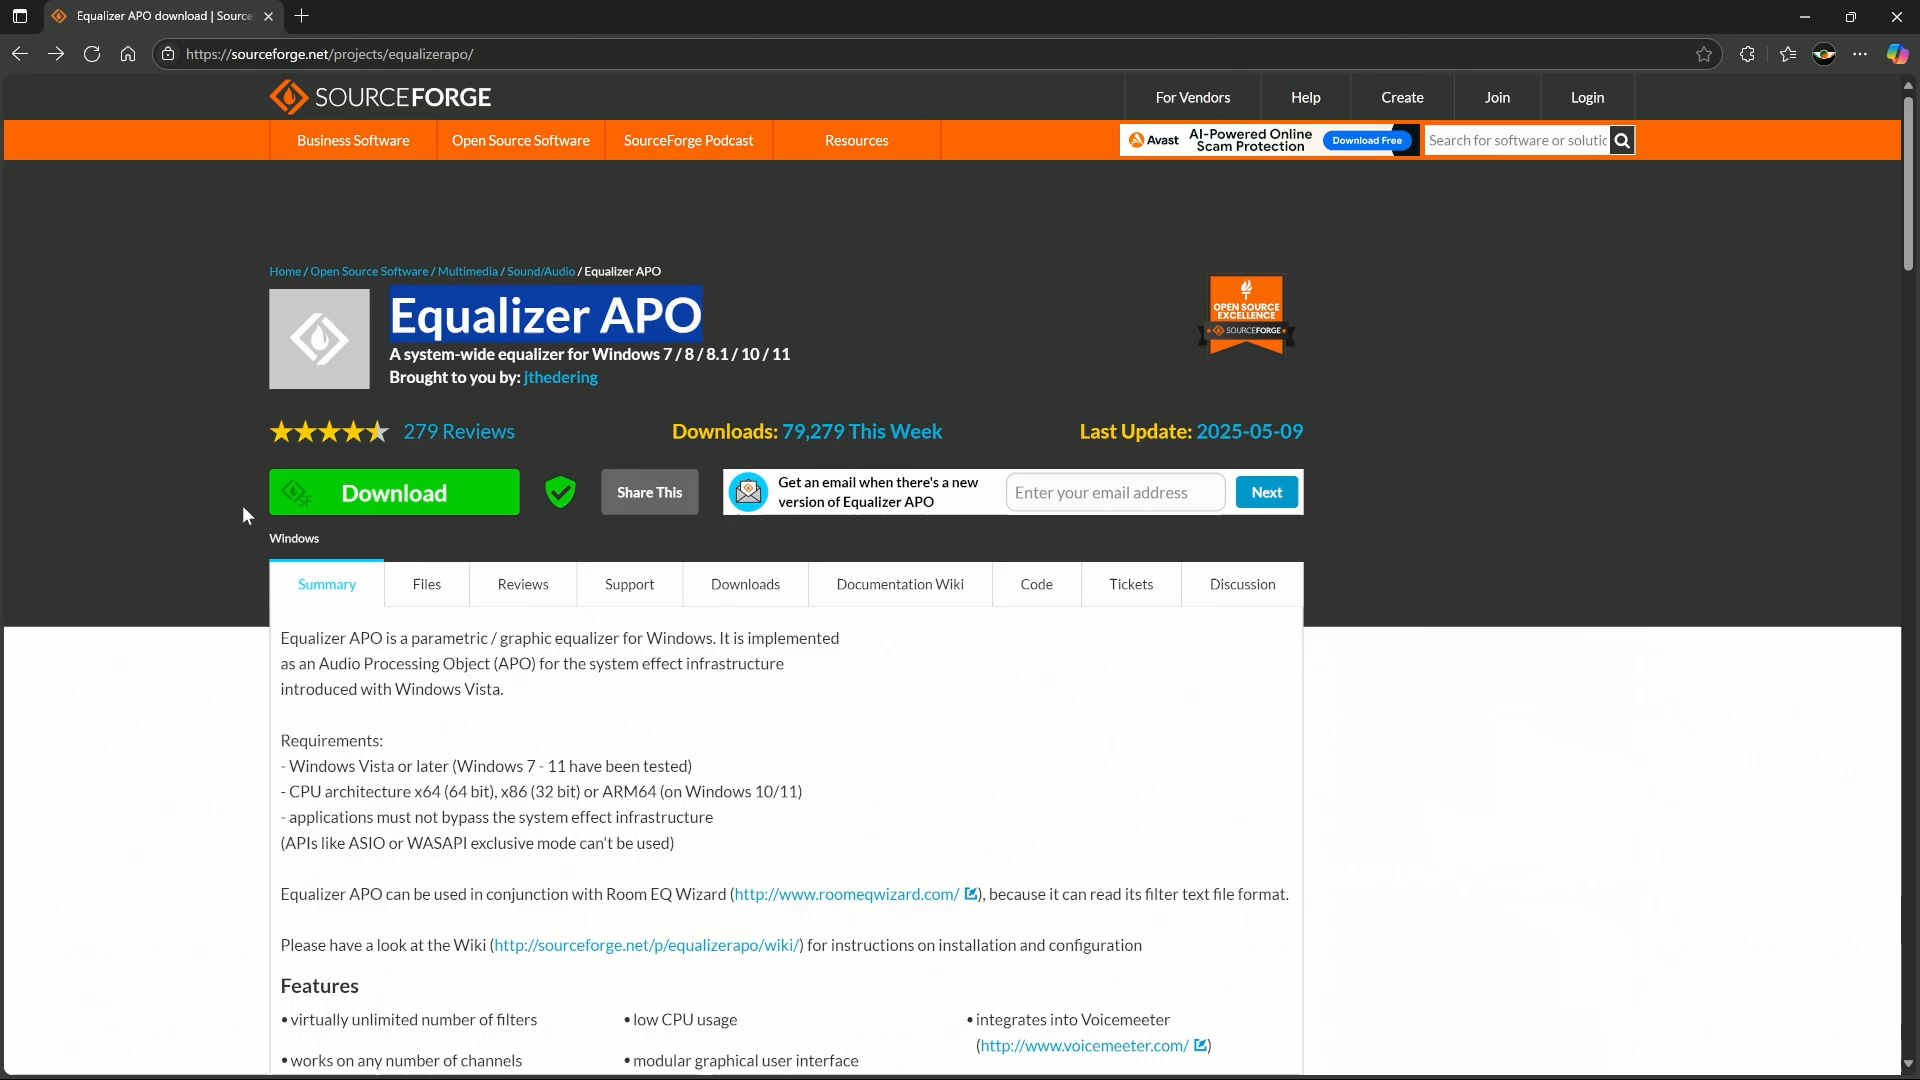 Equalizer APO download | Source
https://sourceforge.net/projects/equalizerapo/
SOURCEFORGE
For Vendors
Help
Create
Join
Login
Business Software
Open Source Software
SourceForge Podcast
Resources
Avast
AI-Powered Online
Scam Protection
Download Free
Search for software or solutic
Home / Open Source Software / Multimedia / Sound/Audio / Equalizer APO
Equalizer APO
A system-wide equalizer for Windows 7 / 8 / 8.1 / 10 / 11
Brought to you by: jthedering
OPEN SOURCE
EXCELLENCE
SOURCEFORGE
279 Reviews
Downloads: 79,279 This Week
Last Update: 2025-05-09
SF
Download
Share This
Get an email when there's a new
version of Equalizer APO
Enter your email address
Next
Windows
Summary
Files
Reviews
Support
Downloads
Documentation Wiki
Code
Tickets
Discussion
Equalizer APO is a parametric / graphic equalizer for Windows. It is implemented
as an Audio Processing Object (APO) for the system effect infrastructure
introduced with Windows Vista.
Requirements:
- Windows Vista or later (Windows 7 - 11 have been tested)
- CPU architecture x64 (64 bit), x86 (32 bit) or ARM64 (on Windows 10/11)
- applications must not bypass the system effect infrastructure
(APIs like ASIO or WASAPI exclusive mode can't be used)
Equalizer APO can be used in conjunction with Room EQ Wizard (http://www.roomeqwizard.com/ ), because it can read its filter text file format.
Please have a look at the Wiki (http://sourceforge.net/p/equalizerapo/wiki/) for instructions on installation and configuration
Features
• virtually unlimited number of filters
• low CPU usage
• integrates into Voicemeeter
(http://www.voicemeeter.com/ )
• works on any number of channels
• modular graphical user interface